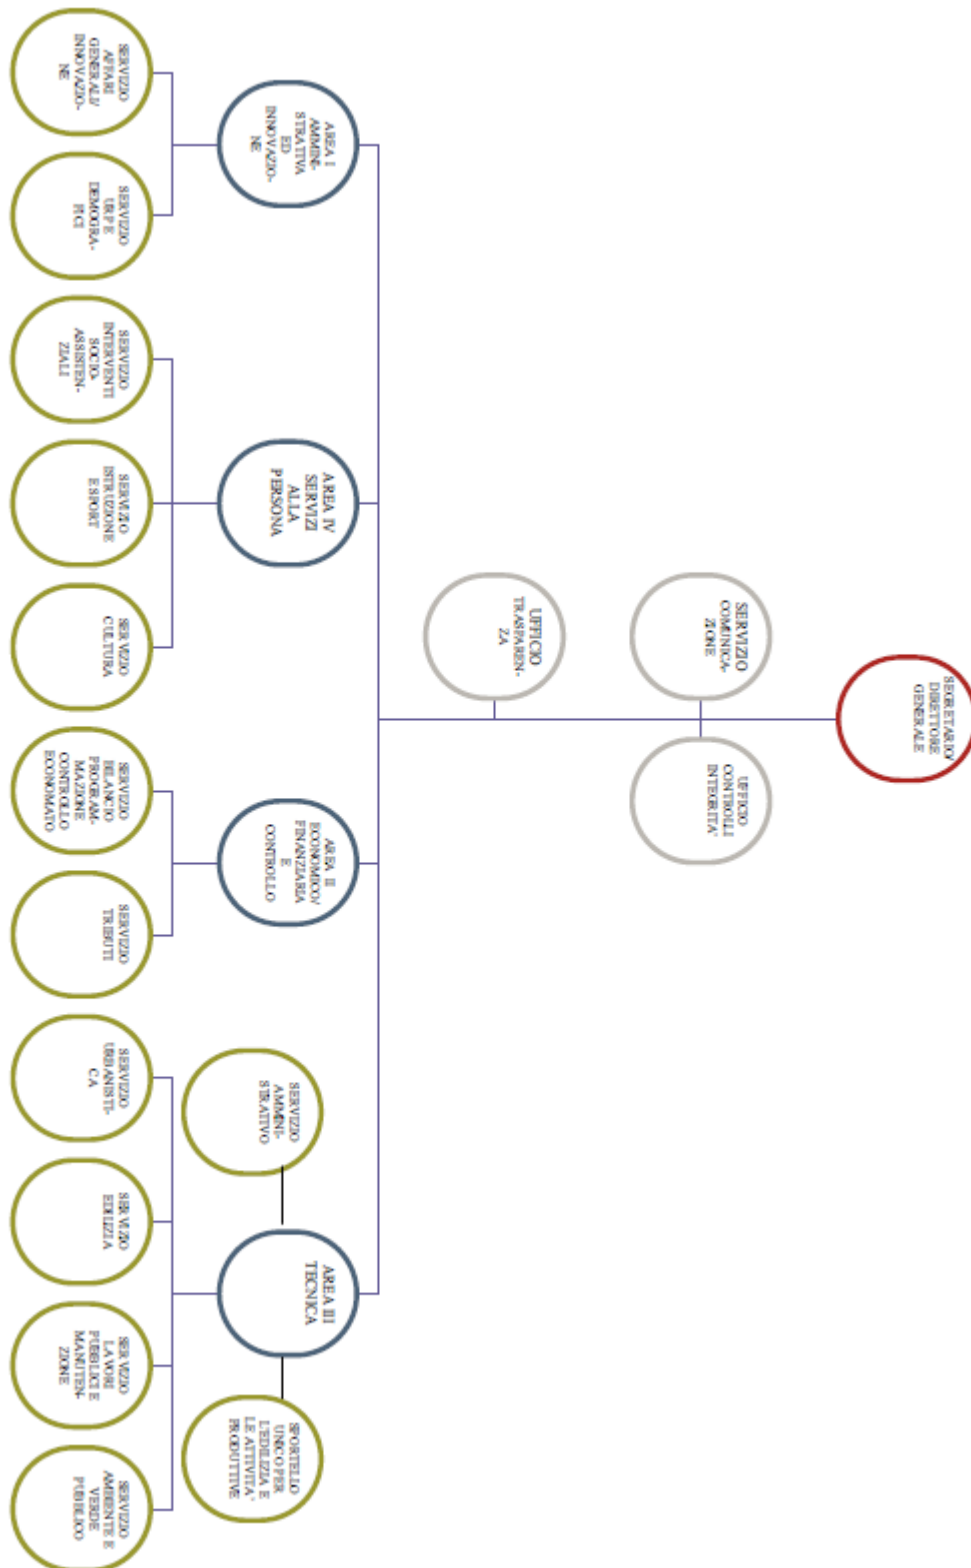 SEGRETARIO/
DIRETTORE
GENERALE
SERVIZIO
COMUNICA-
ZIONE
UFFICIO
CONTROLLI
INTEGRITA'
UFFICIO
TRASPAREN-
ZA
AREA I
AMMINI-
STRATIVA
ED
INNOVAZIO-
NE
AREA IV
SERVIZI
ALLA
PERSONA
AREA II
ECONOMICO/
FINANZIARIA
E
CONTROLLO
AREA III
TECNICA
SERVIZIO
AMMINI-
STRATIVO
SPORTELLO
UNICO PER
L'EDILIZIA E
LE ATTIVITA'
PRODUTTIVE
SERVIZIO
AFFARI
GENERALI/
INNOVAZIO-
NE
SERVIZIO
URP E
DEMOGRA-
FICI
SERVIZIO
INTERVENTI
SOCIO-
ASSISTEN-
ZIALI
SERVIZIO
ISTRUZIONE
E SPORT
SERVIZIO
CULTURA
SERVIZIO
BILANCIO
PROGRAM-
MAZIONE
CONTROLLO
ECONOMATO
SERVIZIO
TRIBUTI
SERVIZIO
URBANISTI-
CA
SERVIZIO
EDILIZIA
SERVIZIO
LAVORI
PUBBLICI E
MANUTEN-
ZIONE
SERVIZIO
AMBIENTE E
VERDE
PUBBLICO